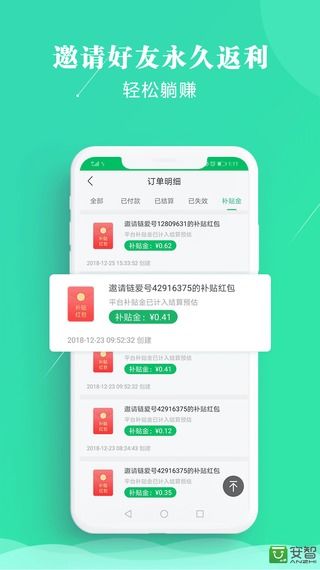 邀请好友永久返利
轻松躺赚
1:11
订单明细
全部 已付款 已结算 已失效 补贴金
邀请链爱号12809631的补贴红包
平台补贴金已计入结算预估
补贴金：¥0.62
补贴
红包
2018-12-25 15:33:52 创建
邀请链爱号42916375的补贴红包
平台补贴金已计入结算预估
补贴金：¥0.41
补贴
红包
2018-12-23 09:52:32 创建
补贴金：¥0.41
红包
2018-12-23 09:52:32 创建
邀请链爱号42916375的补贴红包
平台补贴金已计入结算预估
补贴金：¥0.12
补贴
红包
2018-12-23 08:24:43 创建
邀请链爱号42916375的补贴红包
平台补贴金已计入结算预估
补贴金：¥0.35
补贴
红包
安智
ANZHI